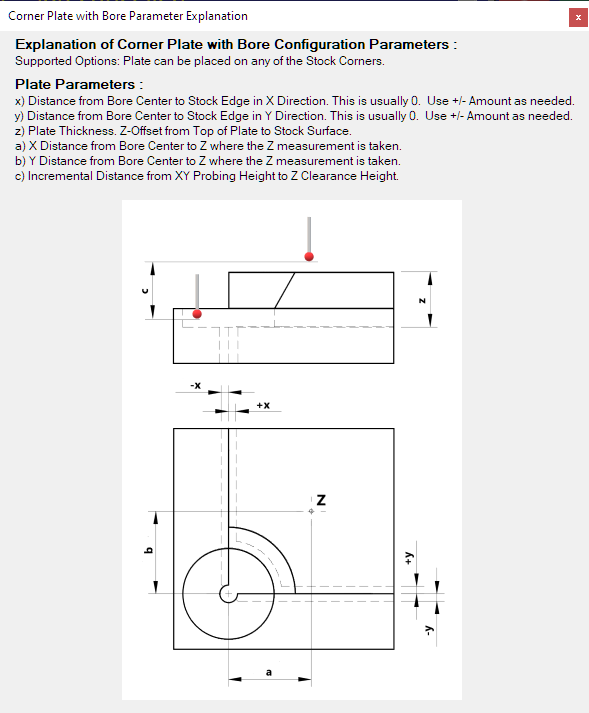 Corner Plate with Bore Parameter Explanation
x
Explanation of Corner Plate with Bore Configuration Parameters :
Supported Options: Plate can be placed on any of the Stock Corners.
Plate Parameters :
x) Distance from Bore Center to Stock Edge in X Direction. This is usually 0. Use +/- Amount as needed.
y) Distance from Bore Center to Stock Edge in Y Direction. This is usually 0. Use +/- Amount as needed.
z) Plate Thickness. Z-Offset from Top of Plate to Stock Surface.
a) X Distance from Bore Center to Z where the Z measurement is taken.
b) Y Distance from Bore Center to Z where the Z measurement is taken.
c) Incremental Distance from XY Probing Height to Z Clearance Height.
c
z
-x
+x
Z
b
+y
-y
a